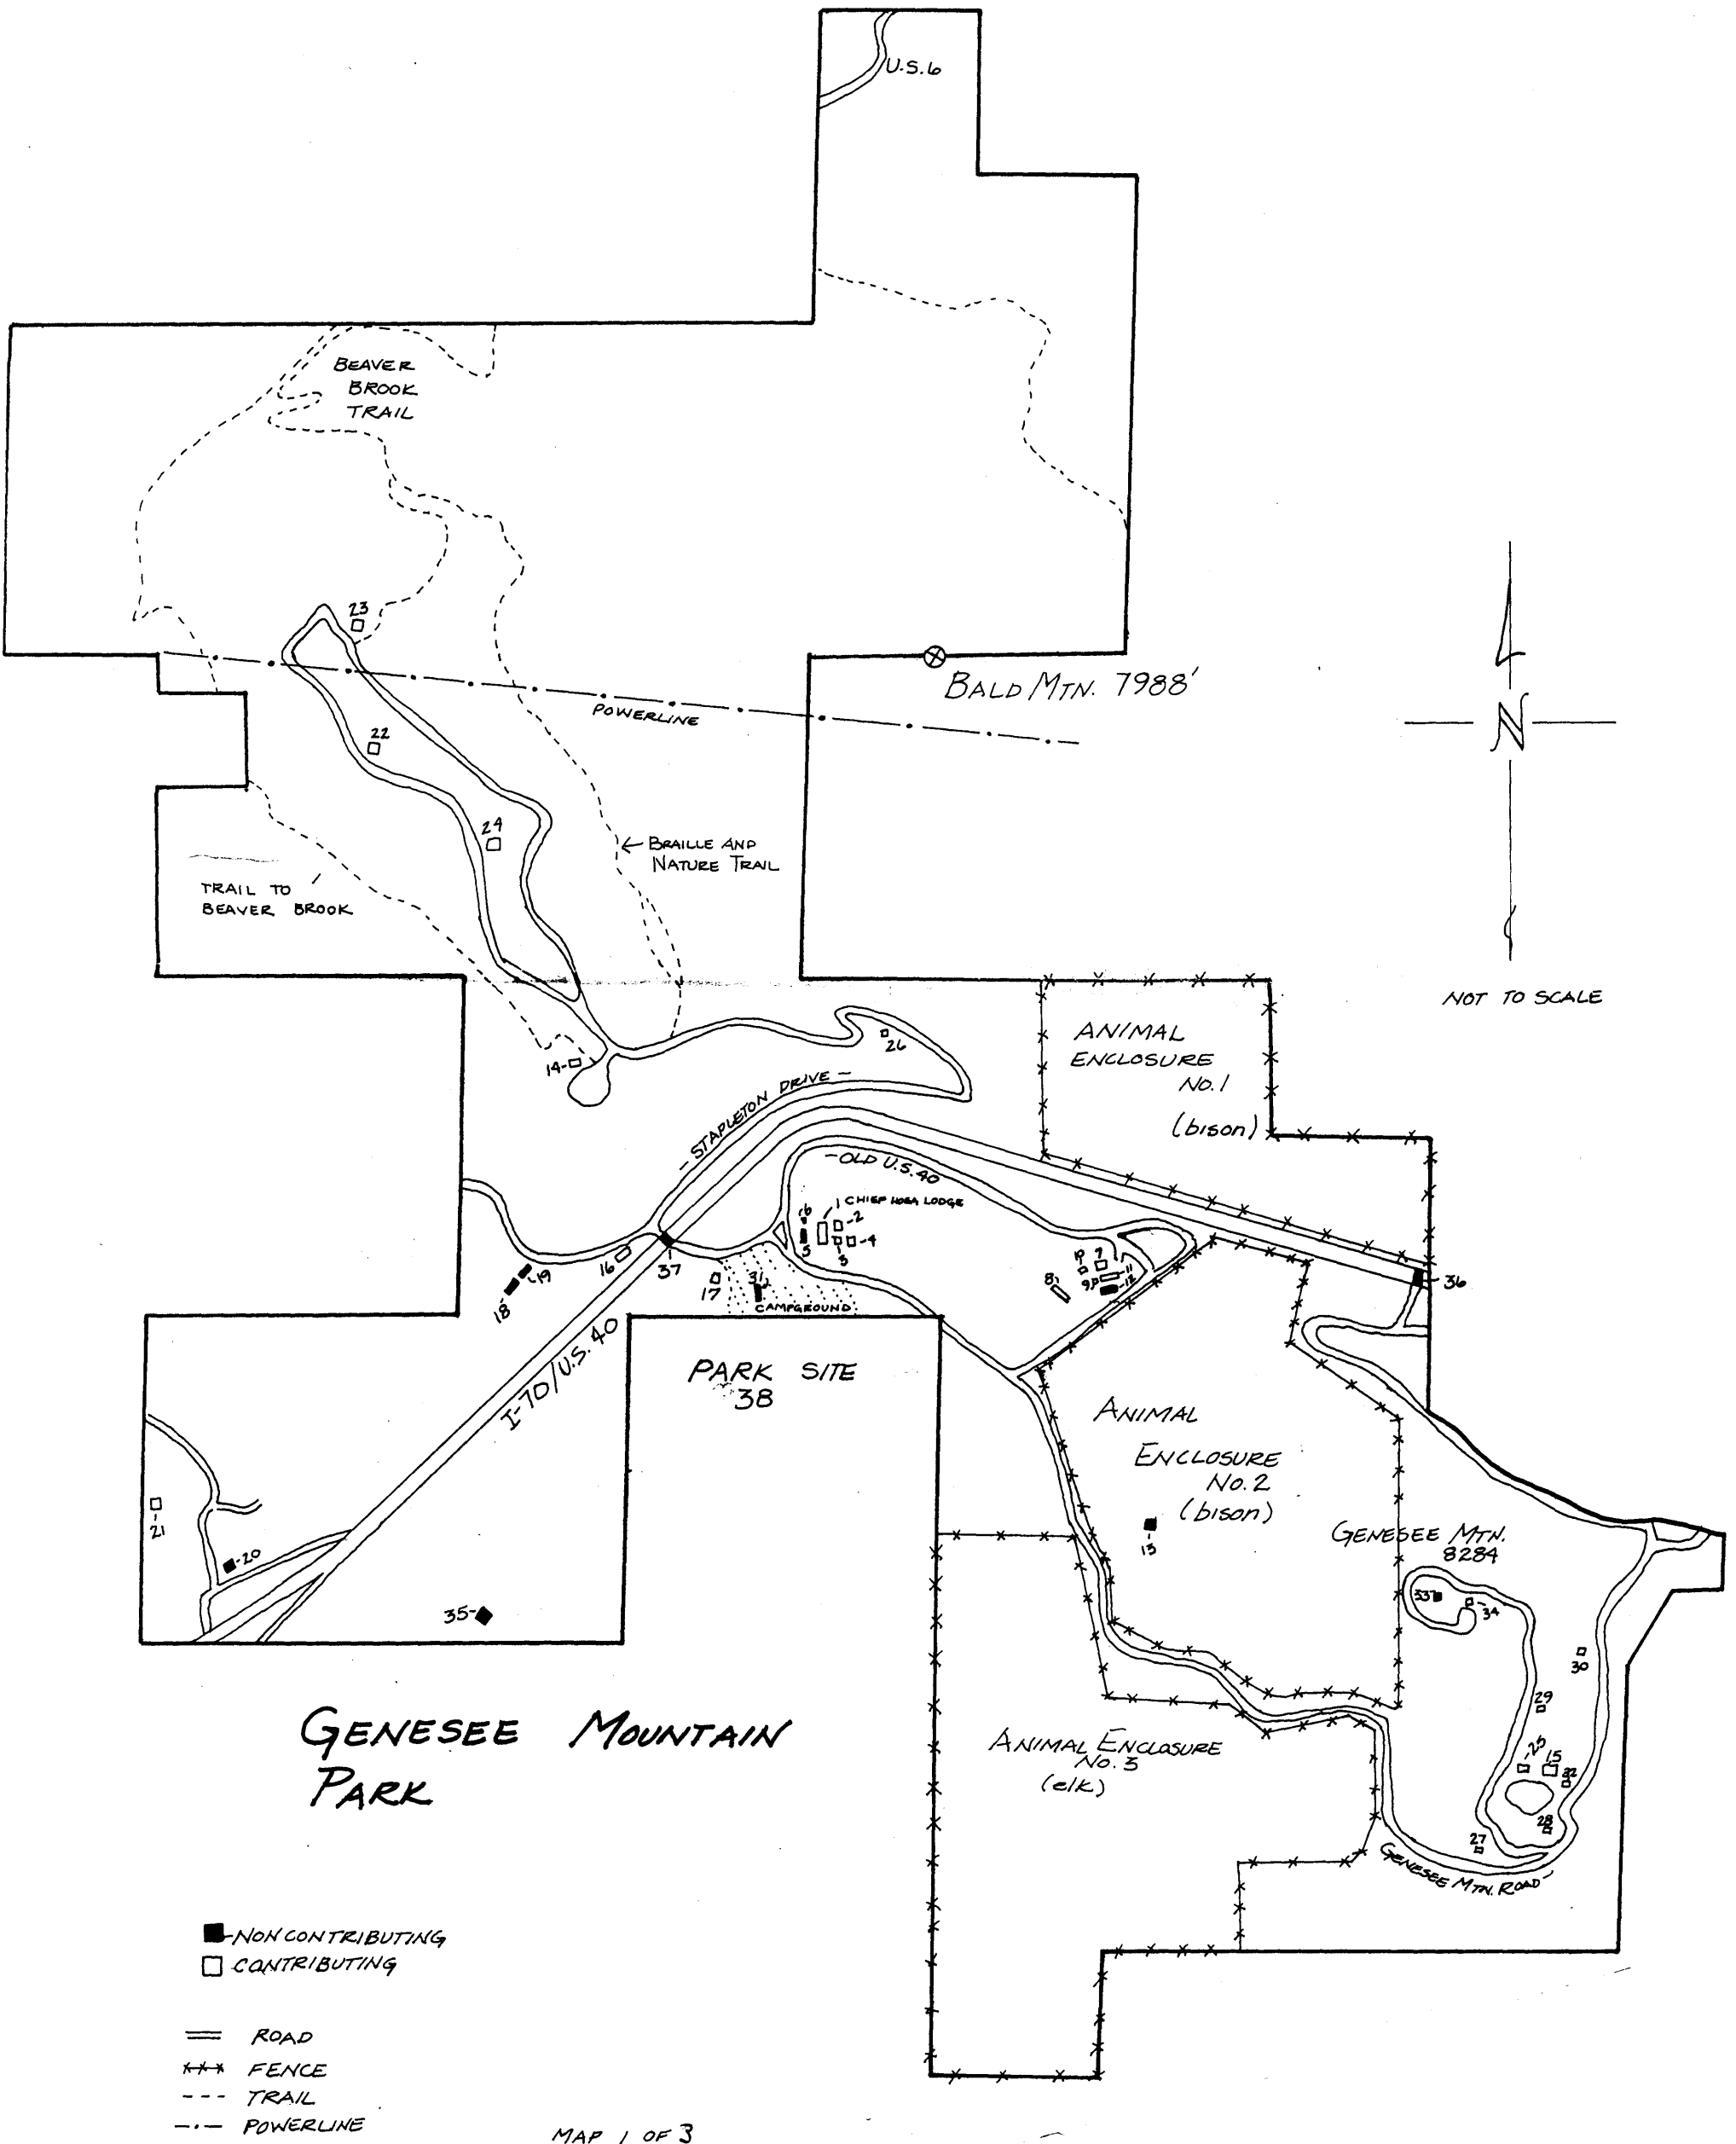 U.S.6
BEAVER
BROOK
TRAIL
23
BALD MTN. 7988'
POWERLINE
22
24
BRAILLE AND
NATURE TRAIL
TRAIL TO
BEAVER BROOK
N
NOT TO SCALE
26
14
ANIMAL
ENCLOSURE
NO. 1
(bison)
- STAPLETON DRIVE -
- OLD U.S. 40
6
1 CHIEF HOSA LODGE
2
4
5
3
16
37
19
18
17
31
CAMPGROUND
10
7
8
9
11
12
36
I-70/U.S. 40
PARK SITE
38
ANIMAL
ENCLOSURE
NO. 2
(bison)
13
21
20
35
GENESEE MTN.
8284
33
34
30
29
25
15
32
28
27
GENESEE MTN. ROAD
ANIMAL ENCLOSURE
NO. 3
(elk)
GENESEE MOUNTAIN
PARK
NONCONTRIBUTING
CONTRIBUTING
ROAD
FENCE
TRAIL
POWERLINE
MAP 1 OF 3